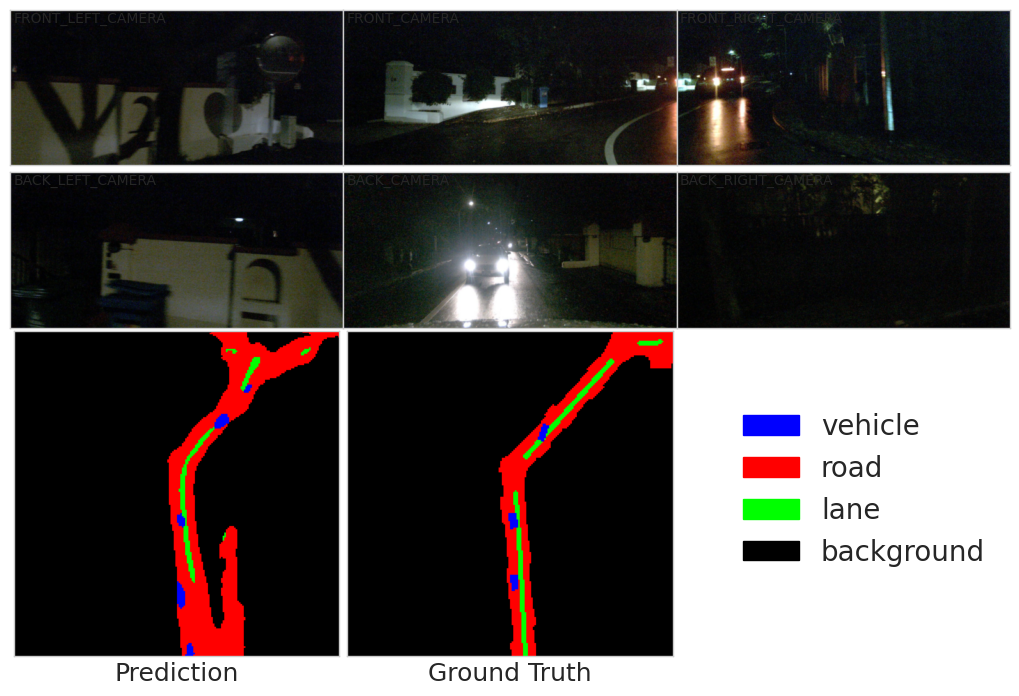 FRONT_LEFT_CAMERA
FRONT_CAMERA
FRONT_RIGHT_CAMERA
BACK_LEFT_CAMERA
BACK_CAMERA
BACK_RIGHT_CAMERA
vehicle
road
lane
background
Prediction
Ground Truth